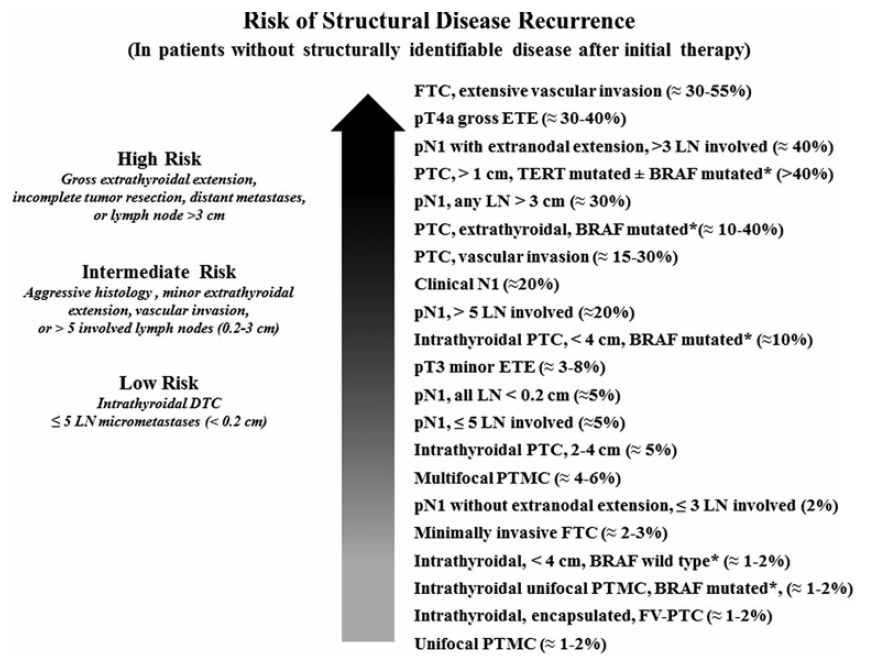 Risk of Structural Disease Recurrence
(In patients without structurally identifiable disease after initial therapy)
High Risk
Gross extrathyroidal extension,
incomplete tumor resection, distant metastases,
or lymph node >3 cm
Intermediate Risk
Aggressive histology , minor extrathyroidal
extension, vascular invasion,
or > 5 involved lymph nodes (0.2-3 cm)
Low Risk
Intrathyroidal DTC
≤ 5 LN micrometastases (< 0.2 cm)
FTC, extensive vascular invasion (≈ 30-55%)
pT4a gross ETE (≈ 30-40%)
pN1 with extranodal extension, >3 LN involved (≈ 40%)
PTC, > 1 cm, TERT mutated ± BRAF mutated* (>40%)
pN1, any LN > 3 cm (≈ 30%)
PTC, extrathyroidal, BRAF mutated*(≈ 10-40%)
PTC, vascular invasion (≈ 15-30%)
Clinical N1 (≈20%)
pN1, > 5 LN involved (≈20%)
Intrathyroidal PTC, < 4 cm, BRAF mutated* (≈10%)
pT3 minor ETE (≈ 3-8%)
pN1, all LN < 0.2 cm (≈5%)
pN1, ≤ 5 LN involved (≈5%)
Intrathyroidal PTC, 2-4 cm (≈ 5%)
Multifocal PTMC (≈ 4-6%)
pN1 without extranodal extension, ≤ 3 LN involved (2%)
Minimally invasive FTC (≈ 2-3%)
Intrathyroidal, < 4 cm, BRAF wild type* (≈ 1-2%)
Intrathyroidal unifocal PTMC, BRAF mutated*, (≈ 1-2%)
Intrathyroidal, encapsulated, FV-PTC (≈ 1-2%)
Unifocal PTMC (≈ 1-2%)